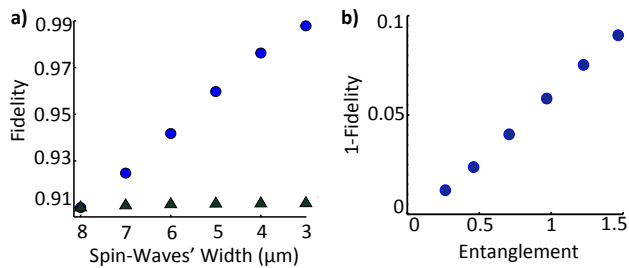 a)
0.99
0.97
0.95
0.93
0.91
Fidelity
8 7 6 5 4 3
Spin-Waves' Width (μm)
b)
0.1
0.05
0
1-Fidelity
0 0.5 1 1.5
Entanglement